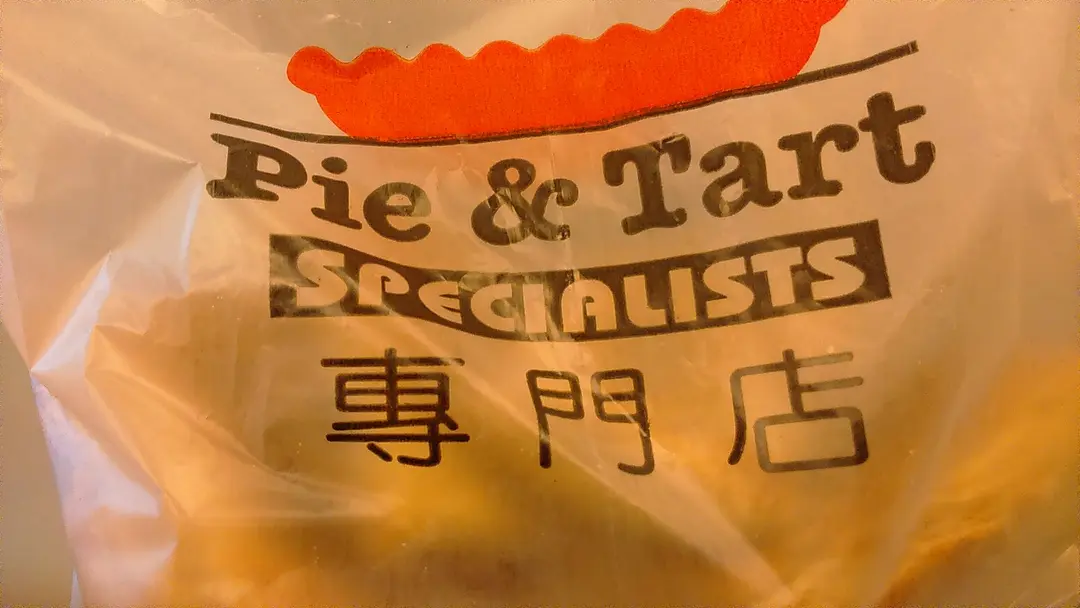 Pie & Tart
SPECIALISTS
專門店